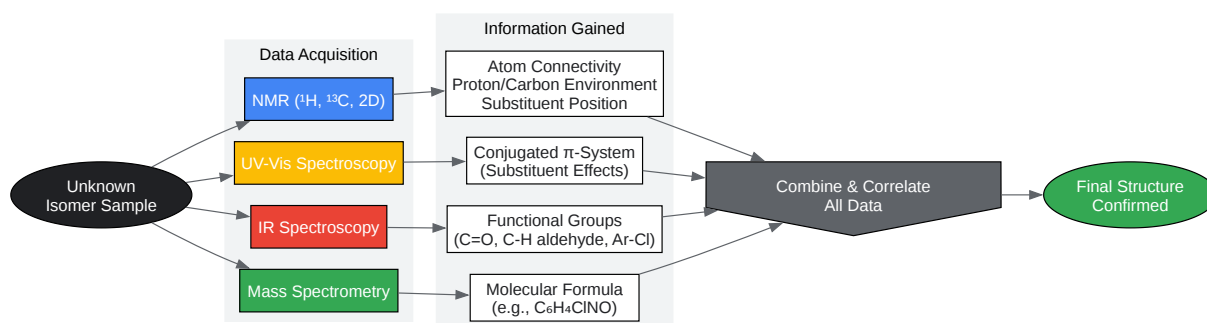 Information Gained
Data Acquisition
Atom Connectivity
Proton/Carbon Environment
Substituent Position
NMR (¹H, ¹³C, 2D)
UV-Vis Spectroscopy
Conjugated π-System
(Substituent Effects)
Unknown
Isomer Sample
Combine & Correlate
All Data
Final Structure
Confirmed
IR Spectroscopy
Functional Groups
(C=O, C-H aldehyde, Ar-Cl)
Mass Spectrometry
Molecular Formula
(e.g., C₆H₄ClNO)